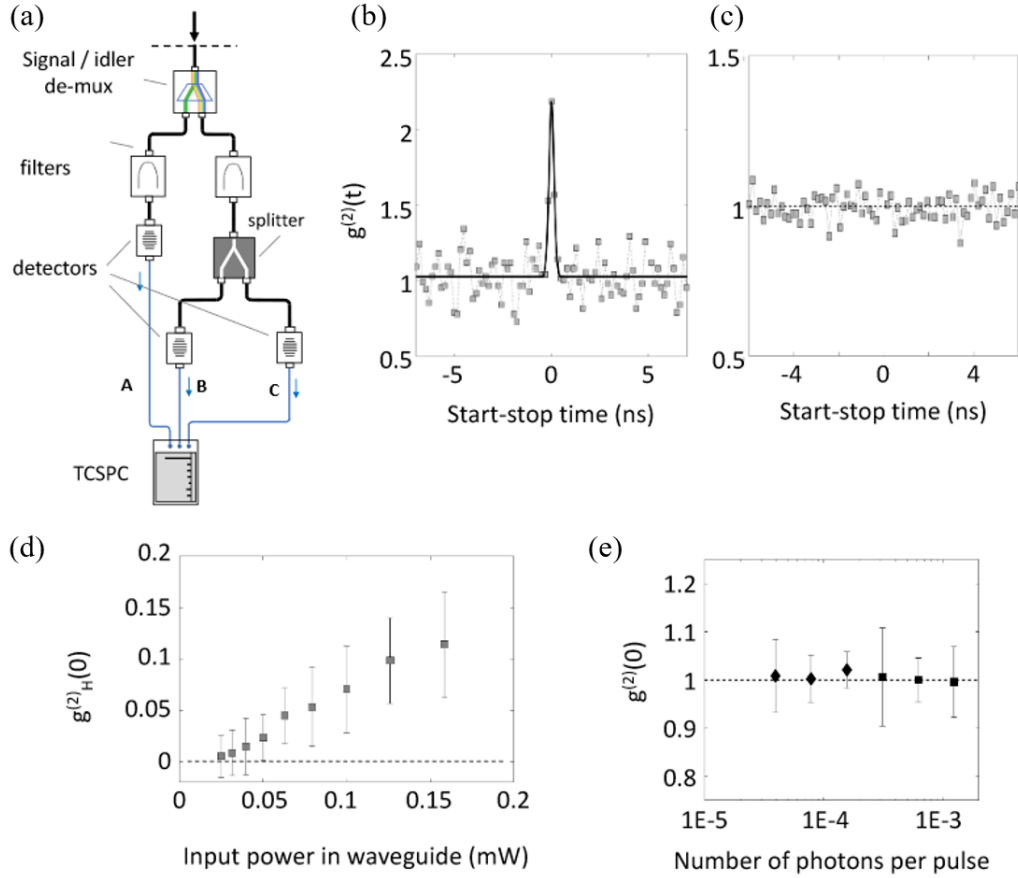 (a)
Signal / idler
de-mux
filters
splitter
detectors
A
B
C
TCSPC
(b)
2.5
2
1.5
1
0.5
g⁽²⁾(t)
-5
0
5
Start-stop time (ns)
(c)
1.5
1
0.5
-4
0
4
Start-stop time (ns)
(d)
0.2
0.15
0.1
0.05
0
g⁽²⁾H(0)
0
0.05
0.1
0.15
0.2
Input power in waveguide (mW)
(e)
1.2
1.1
1
0.9
0.8
g⁽²⁾(0)
1E-5
1E-4
1E-3
Number of photons per pulse